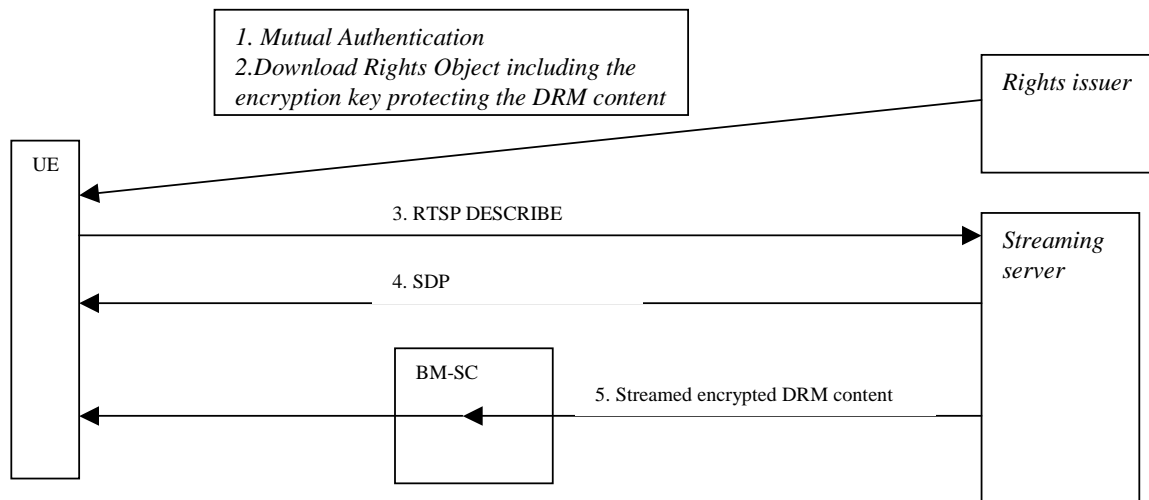 1. Mutual Authentication
2.Download Rights Object including the
encryption key protecting the DRM content
Rights issuer
UE
3. RTSP DESCRIBE
Streaming
server
4. SDP
BM-SC
5. Streamed encrypted DRM content